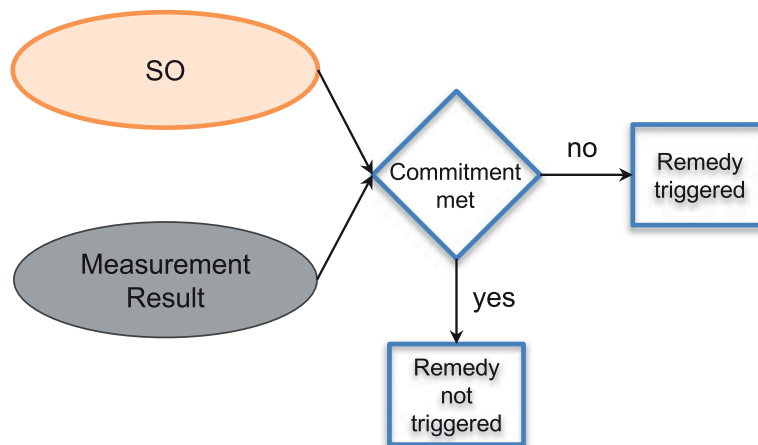 SO
Measurement
Result
Commitment
met
no
Remedy
triggered
yes
Remedy
not
triggered